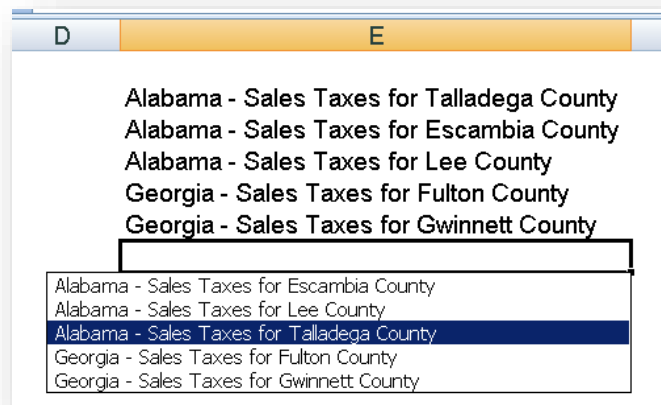 D E
Alabama - Sales Taxes for Talladega County
Alabama - Sales Taxes for Escambia County
Alabama - Sales Taxes for Lee County
Georgia - Sales Taxes for Fulton County
Georgia - Sales Taxes for Gwinnett County
Alabama - Sales Taxes for Escambia County
Alabama - Sales Taxes for Lee County
Alabama - Sales Taxes for Talladega County
Georgia - Sales Taxes for Fulton County
Georgia - Sales Taxes for Gwinnett County